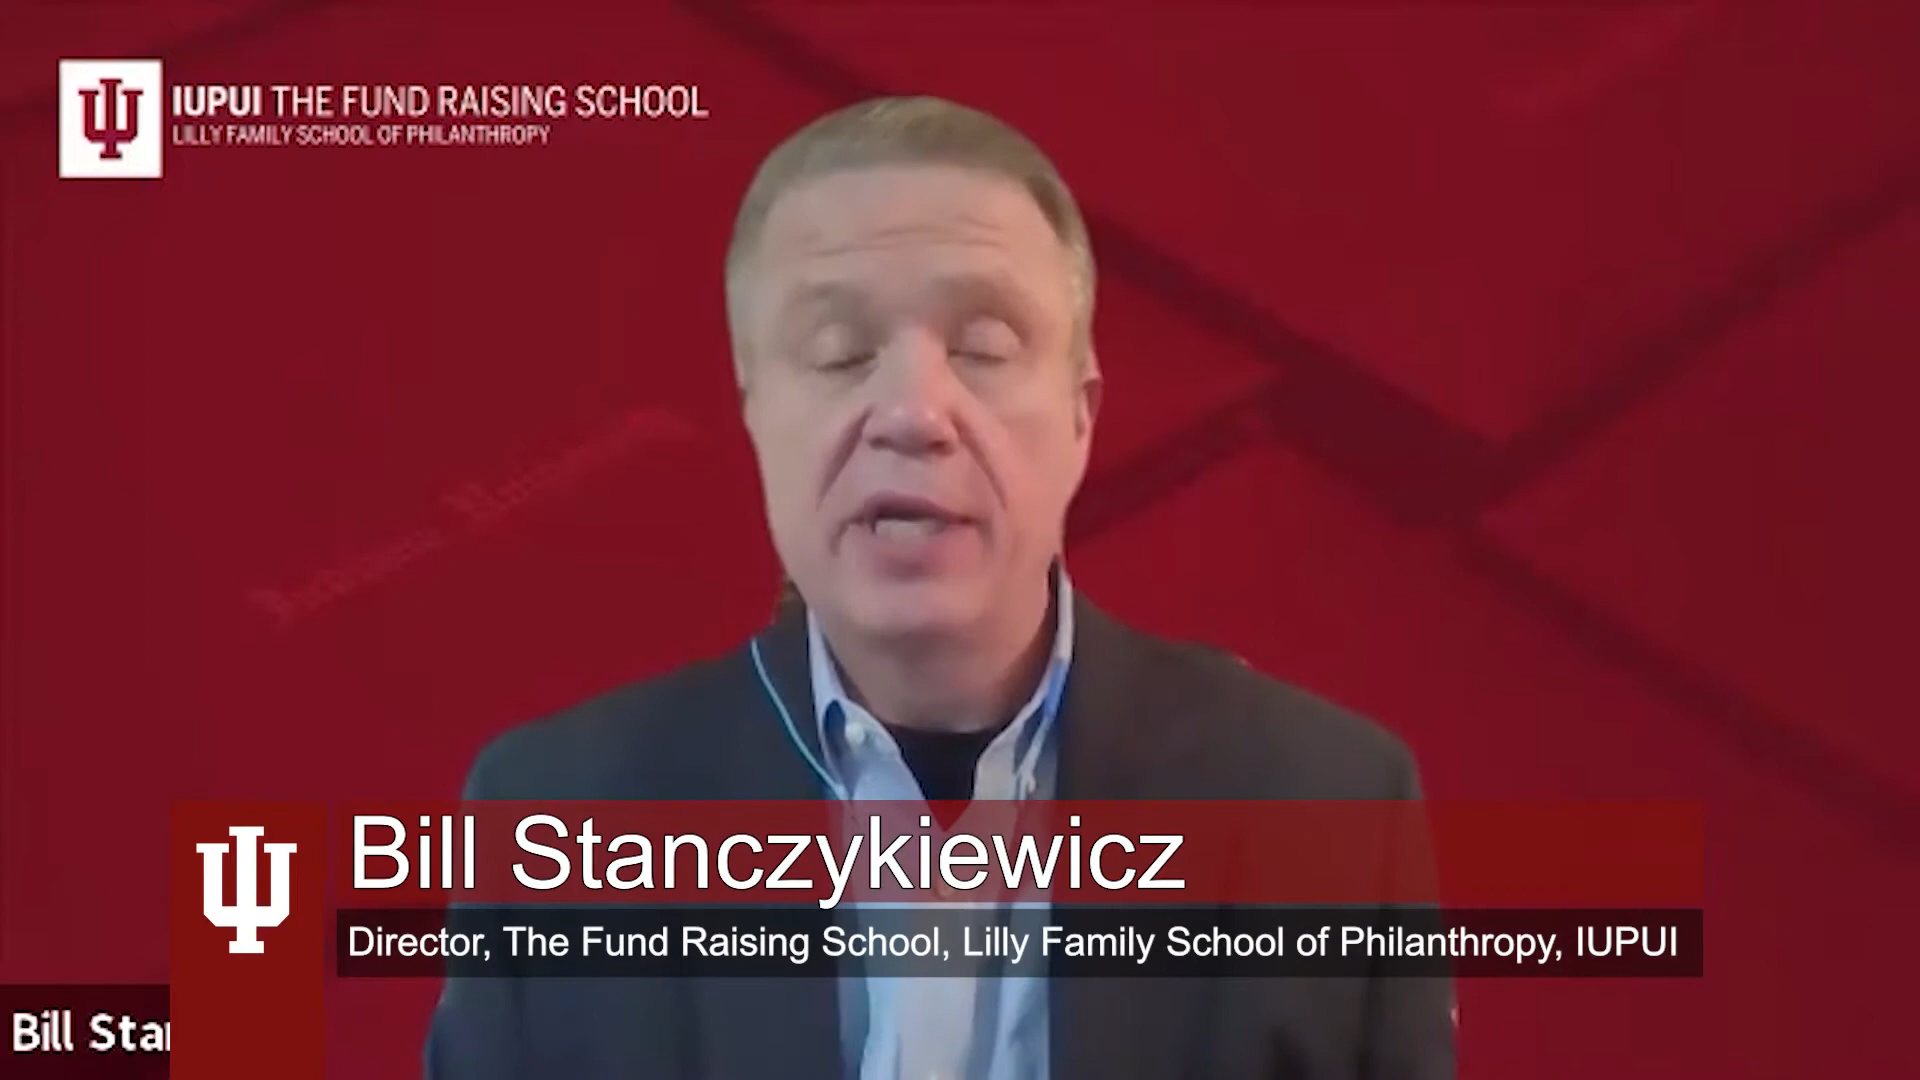 IUPUI THE FUND RAISING SCHOOL
LILLY FAMILY SCHOOL OF PHILANTHROPY
Bill Stanczykiewicz
Director, The Fund Raising School, Lilly Family School of Philanthropy, IUPUI
Bill Sta